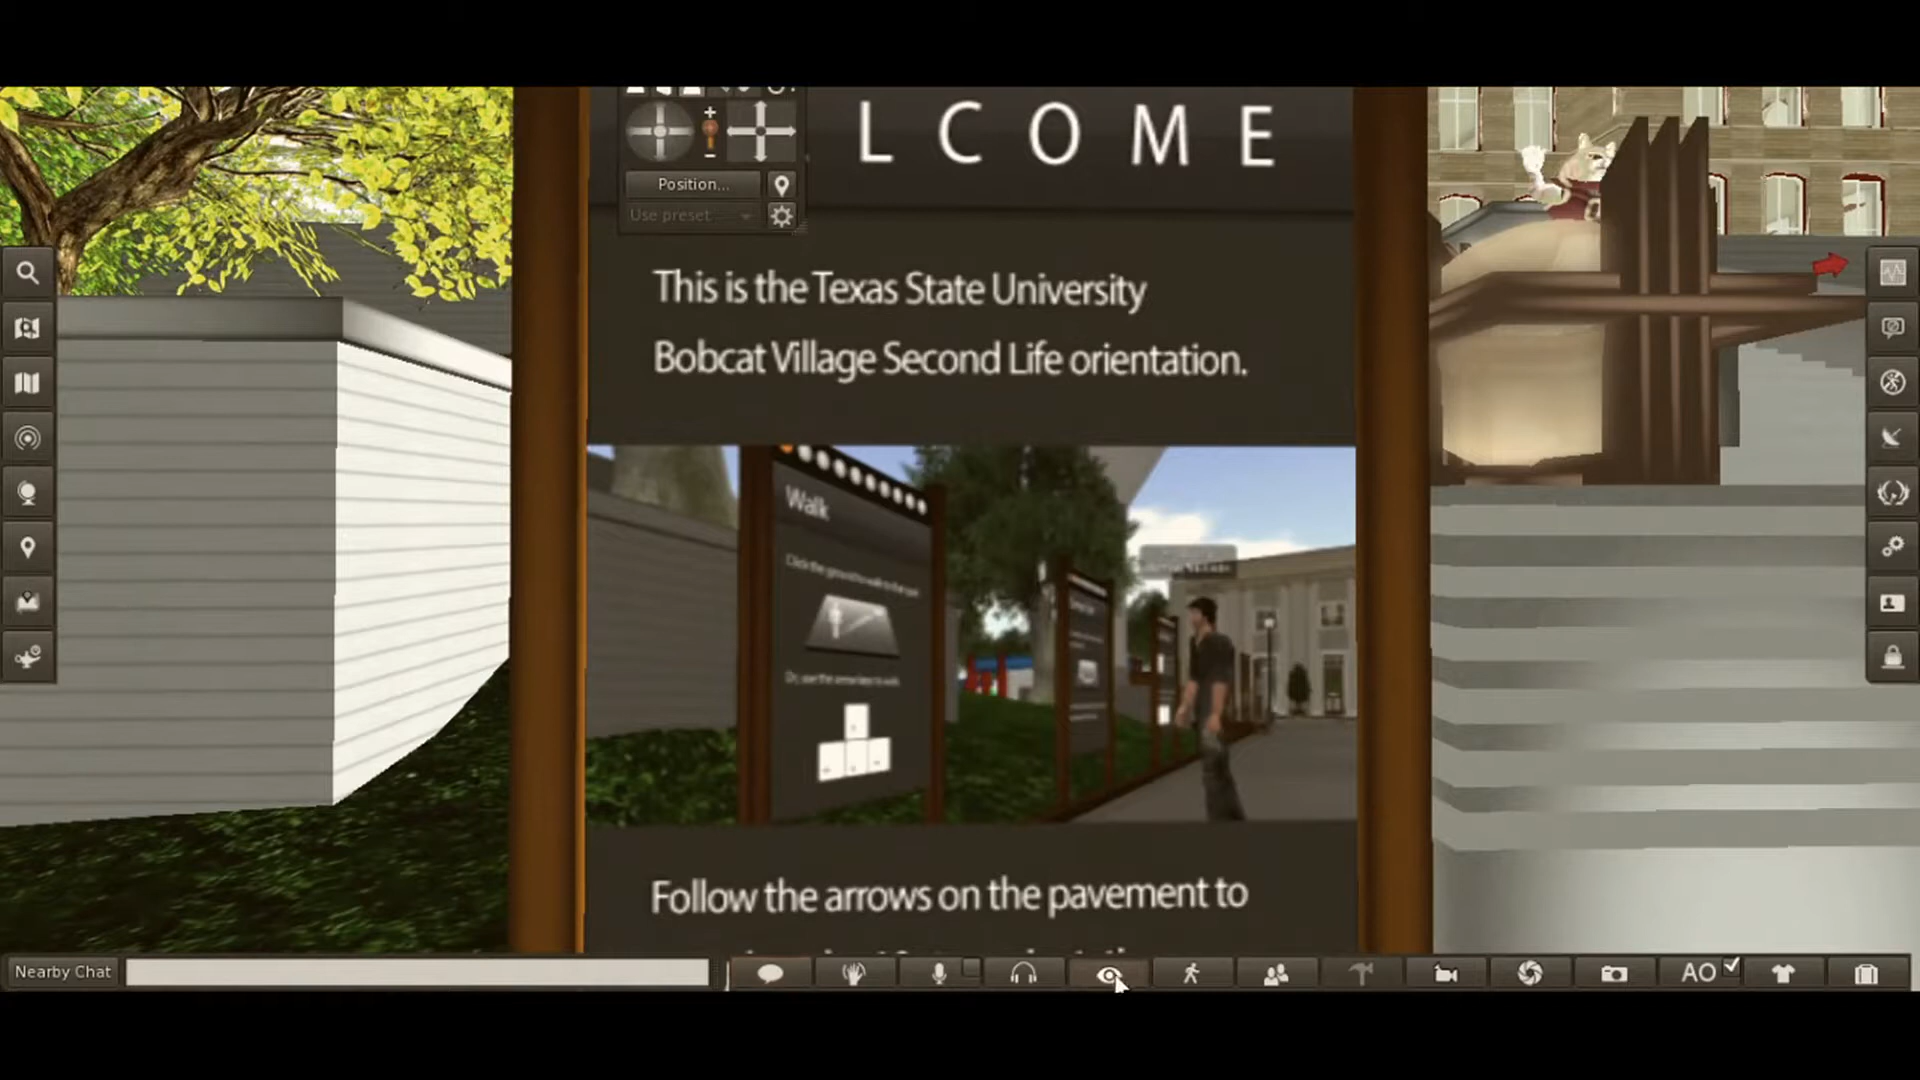 LCOME
Position...
Use preset
This is the Texas State University
Bobcat Village Second Life orientation.
Walk
Follow the arrows on the pavement to
Nearby Chat
AO